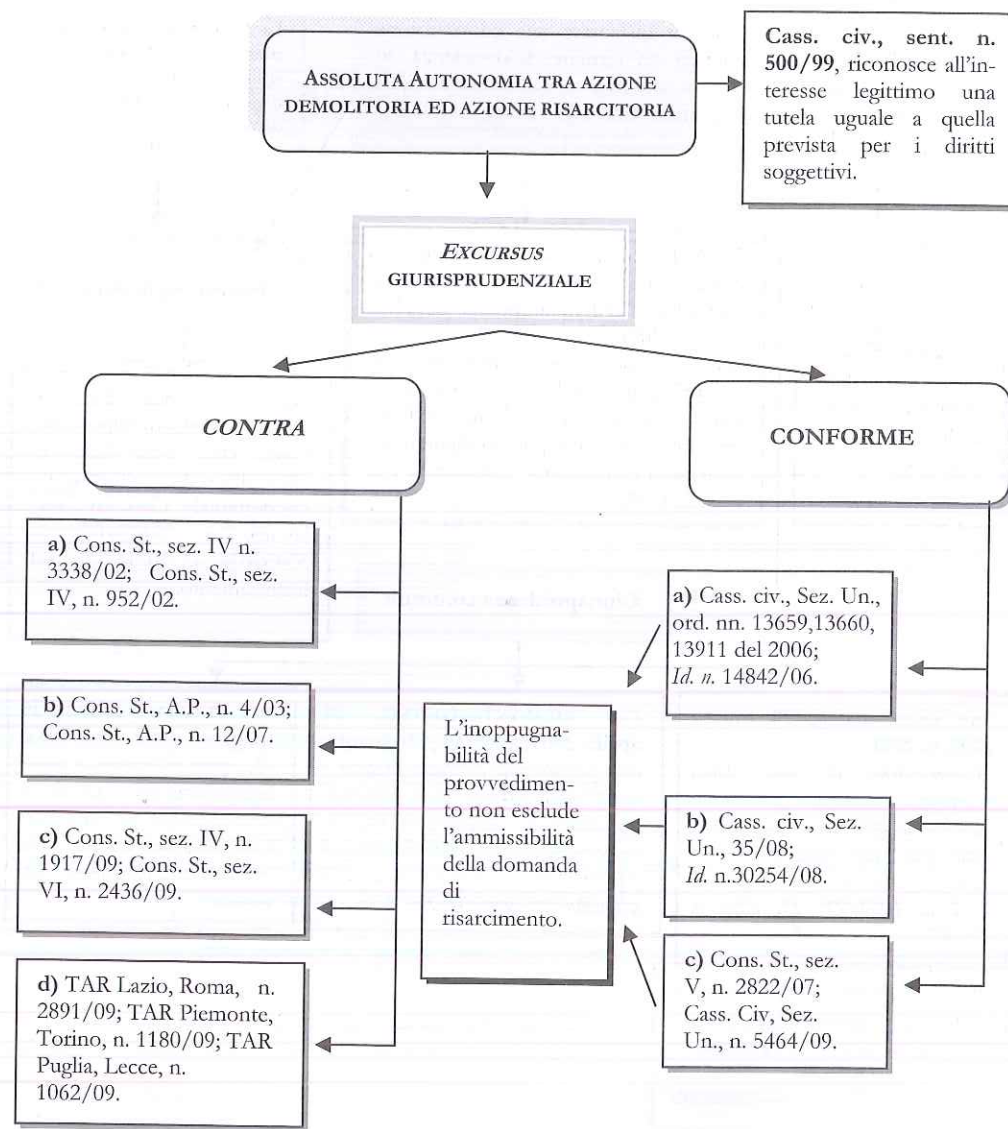 ASSOLUTA AUTONOMIA TRA AZIONE
DEMOLITORIA ED AZIONE RISARCITORIA
Cass. civ., sent. n.
500/99, riconosce all'in-
teresse legittimo una
tutela uguale a quella
prevista per i diritti
soggettivi.
EXCURSUS
GIURISPRUDENZIALE
CONTRA
CONFORME
a) Cons. St., sez. IV n.
3338/02; Cons. St., sez.
IV, n. 952/02.
b) Cons. St., A.P., n. 4/03;
Cons. St., A.P., n. 12/07.
c) Cons. St., sez. IV, n.
1917/09; Cons. St., sez.
VI, n. 2436/09.
d) TAR Lazio, Roma, n.
2891/09; TAR Piemonte,
Torino, n. 1180/09; TAR
Puglia, Lecce, n.
1062/09.
L'inoppugna-
bilità del
provvedimen-
to non esclude
l'ammissibilità
della domanda
di
risarcimento.
a) Cass. civ., Sez. Un.,
ord. nn. 13659,13660,
13911 del 2006;
Id. n. 14842/06.
b) Cass. civ., Sez.
Un., 35/08;
Id. n.30254/08.
c) Cons. St., sez.
V, n. 2822/07;
Cass. Civ, Sez.
Un., n. 5464/09.